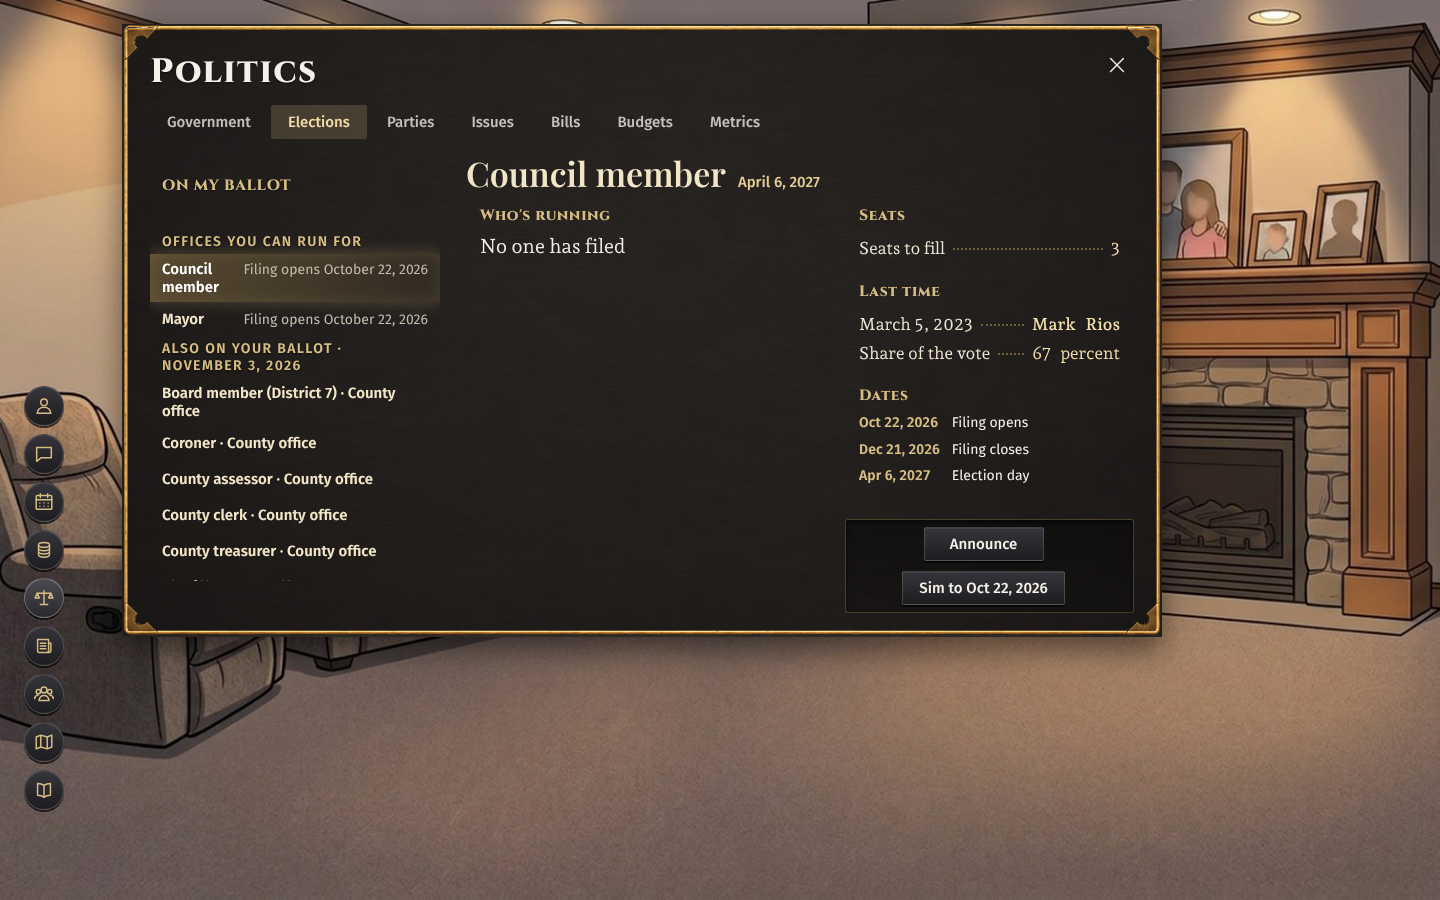 Politics
Government Elections Parties Issues Bills Budgets Metrics
ON MY BALLOT
OFFICES YOU CAN RUN FOR
Council member Filing opens October 22, 2026
Mayor Filing opens October 22, 2026
ALSO ON YOUR BALLOT ·
NOVEMBER 3, 2026
Board member (District 7) · County
office
Coroner · County office
County assessor · County office
County clerk · County office
County treasurer · County office
Council member April 6, 2027
Who's running
No one has filed
Seats
Seats to fill 3
Last time
March 5, 2023 Mark Rios
Share of the vote 67 percent
Dates
Oct 22, 2026 Filing opens
Dec 21, 2026 Filing closes
Apr 6, 2027 Election day
Announce
Sim to Oct 22, 2026